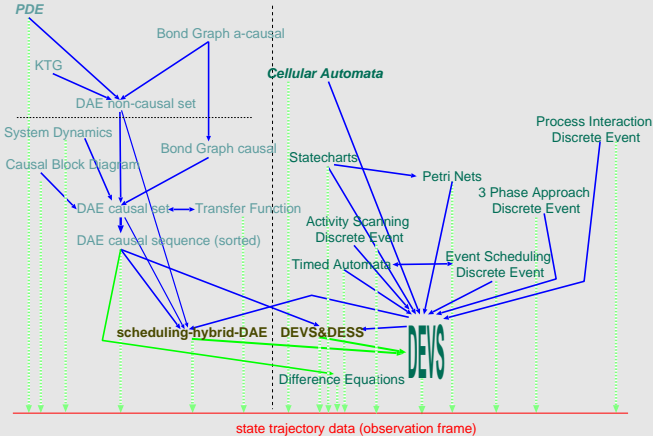 PDE
Bond Graph a-causal
KTG
Cellular Automata
DAE non-causal set
System Dynamics
Process Interaction
Discrete Event
Causal Block Diagram
Bond Graph causal
Statecharts
Petri Nets
3 Phase Approach
Discrete Event
DAE causal set
Transfer Function
Activity Scanning
Discrete Event
DAE causal sequence (sorted)
Timed Automata
Event Scheduling
Discrete Event
scheduling-hybrid-DAE
DEVS&DESS
DEVS
Difference Equations
state trajectory data (observation frame)